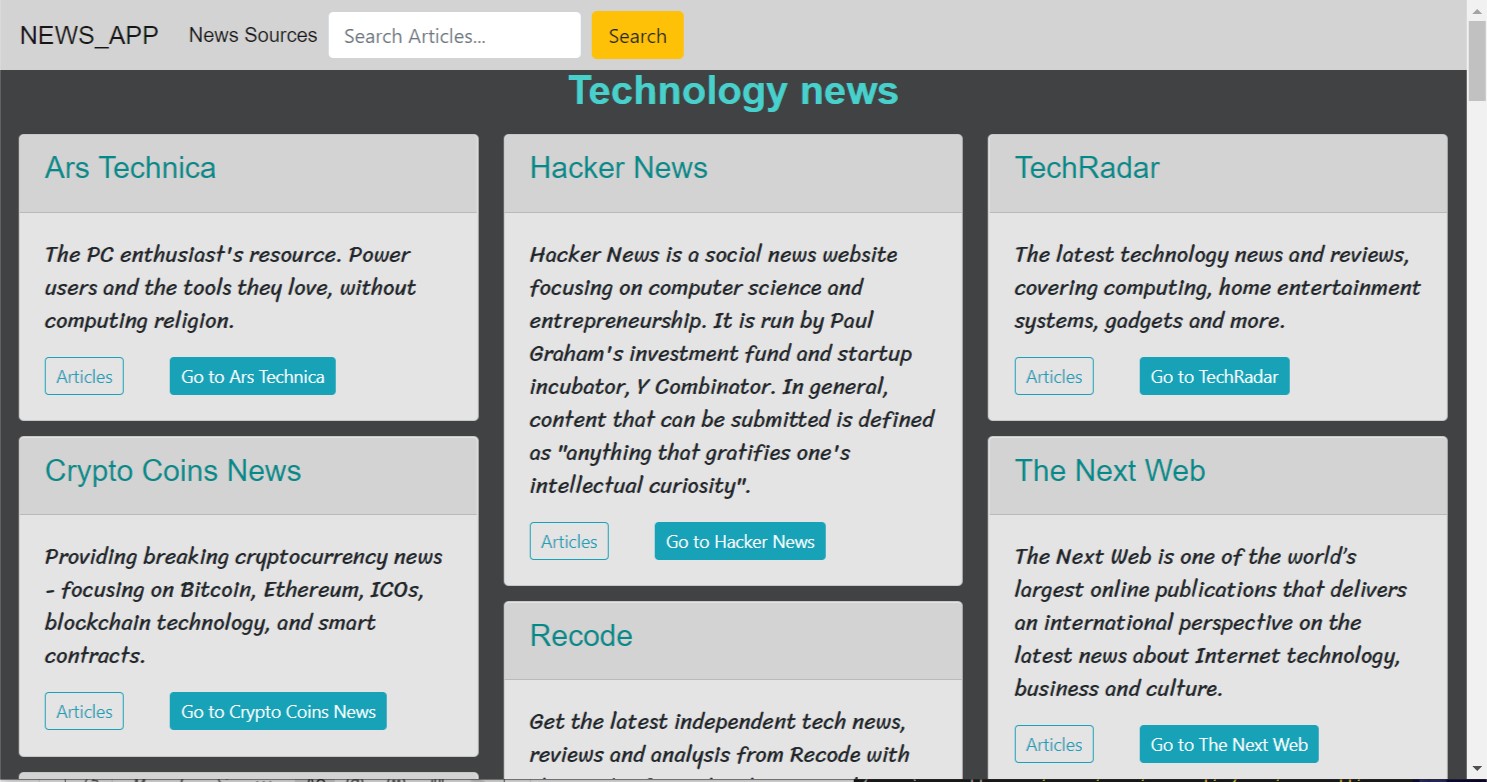 NEWS_APP
News Sources
Search Articles...
Search
Technology news
Ars Technica
The PC enthusiast's resource. Power
users and the tools they love, without
computing religion.
Articles
Go to Ars Technica
Crypto Coins News
Providing breaking cryptocurrency news
- focusing on Bitcoin, Ethereum, ICOs,
blockchain technology, and smart
contracts.
Articles
Go to Crypto Coins News
Hacker News
Hacker News is a social news website
focusing on computer science and
entrepreneurship. It is run by Paul
Graham's investment fund and startup
incubator, Y Combinator. In general,
content that can be submitted is defined
as "anything that gratifies one's
intellectual curiosity".
Articles
Go to Hacker News
Recode
Get the latest independent tech news,
reviews and analysis from Recode with
TechRadar
The latest technology news and reviews,
covering computing, home entertainment
systems, gadgets and more.
Articles
Go to TechRadar
The Next Web
The Next Web is one of the world’s
largest online publications that delivers
an international perspective on the
latest news about Internet technology,
business and culture.
Articles
Go to The Next Web